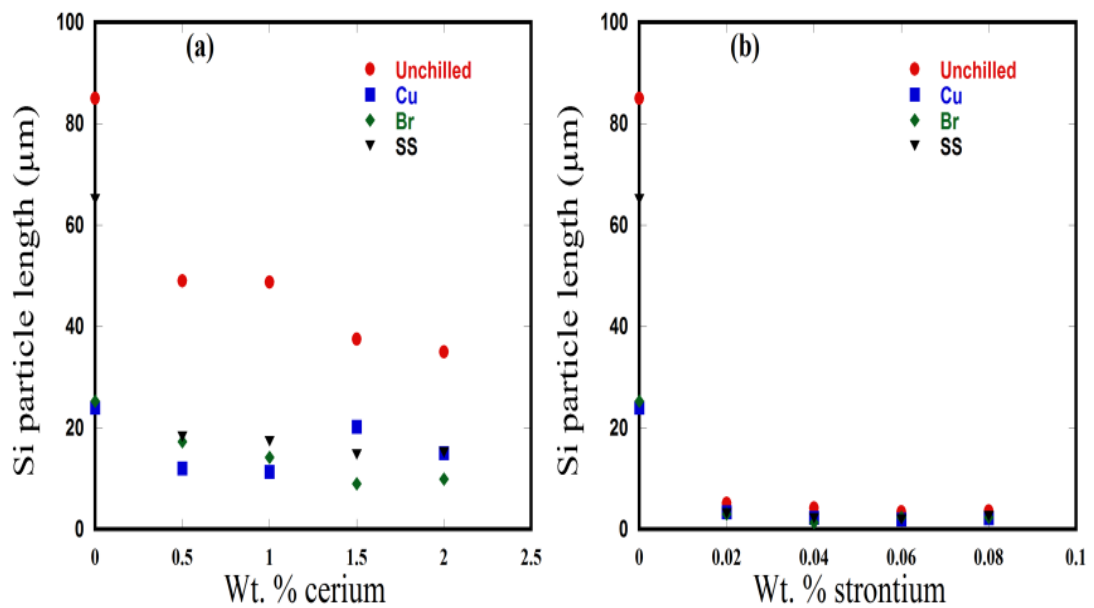 (a)
Unchilled
Cu
Br
SS
100
80
60
40
20
0
0 0.5 1 1.5 2 2.5
Si particle length (μm)
Wt. % cerium
(b)
Unchilled
Cu
Br
SS
100
80
60
40
20
0
0 0.02 0.04 0.06 0.08 0.1
Si particle length (μm)
Wt. % strontium